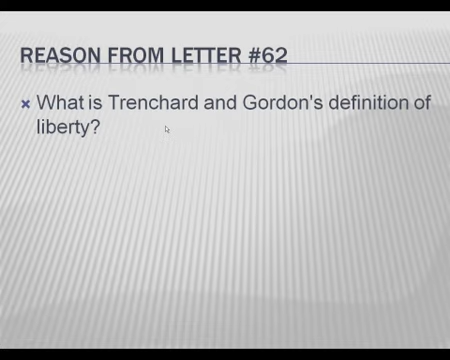 REASON FROM LETTER #62
What is Trenchard and Gordon's definition of
liberty?